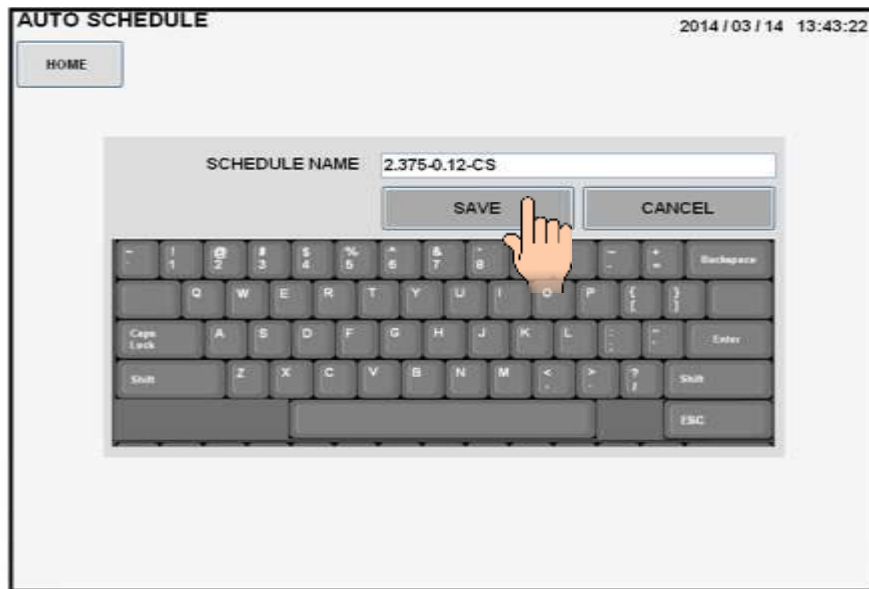 AUTO SCHEDULE
2014 / 03 / 14 13:43:22
HOME
SCHEDULE NAME 2.375-0.12-CS
SAVE CANCEL
~ ! @ # $ % ^ & * - +
1 2 3 4 5 6 7 8 = Backspace
Q W E R T Y U I O P { }
[ ]
Caps Lock A S D F G H J K L : " Enter
Shift Z X C V B N M < > ? Shift
, . /
ESC